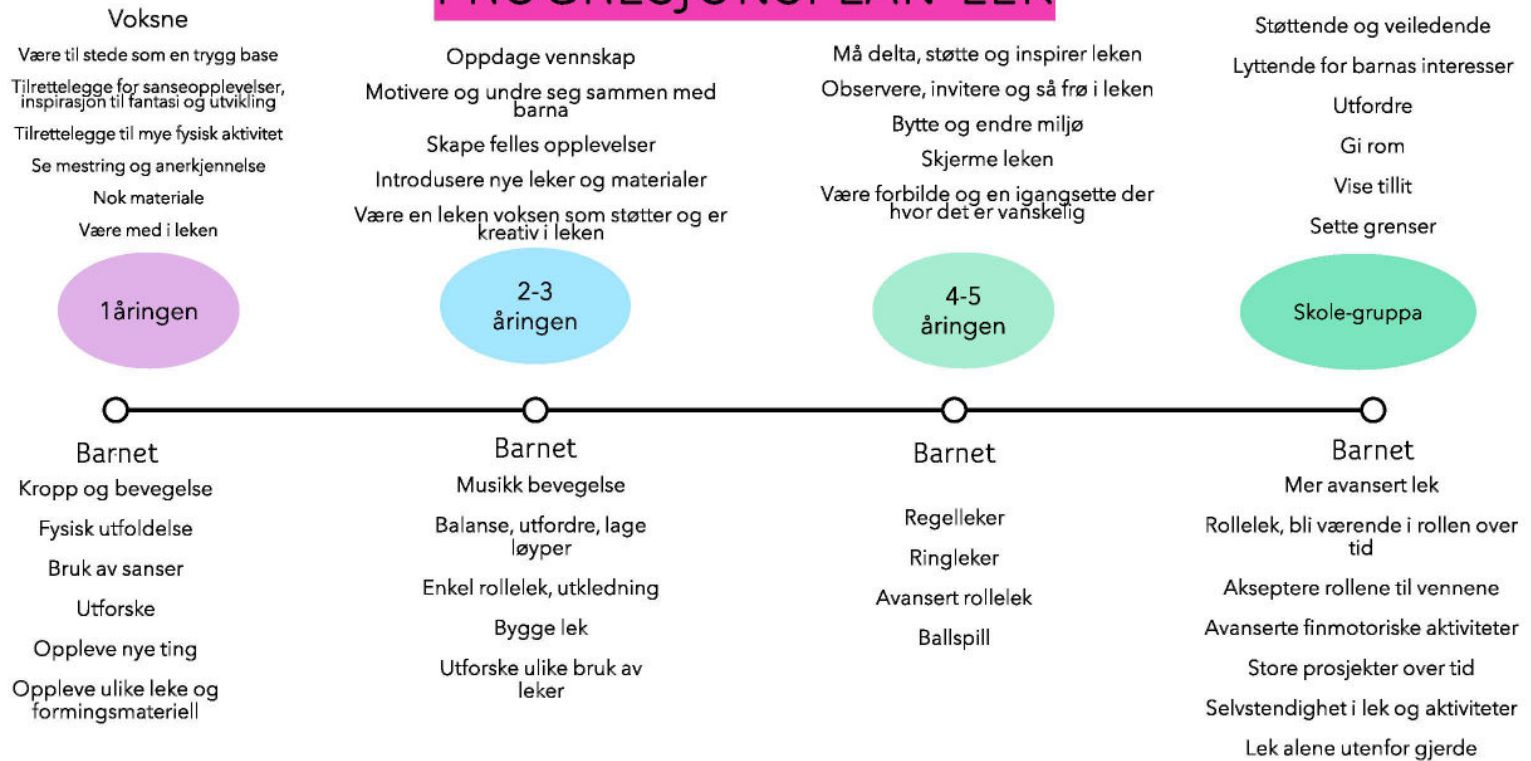 PROGRESJONSPLAN LEK
Voksne
Være til stede som en trygg base
Tilrettelegge for sanseopplevelser,
inspirasjon til fantasi og utvikling
Tilrettelegge til mye fysisk aktivitet
Se mestring og anerkjennelse
Nok materiale
Være med i leken
1åringen
Barnet
Kropp og bevegelse
Fysisk utfoldelse
Bruk av sanser
Utforske
Oppleve nye ting
Oppleve ulike leke og
formingsmateriell
Oppdage vennskap
Motivere og undre seg sammen med
barna
Skape felles opplevelser
Introdusere nye leker og materialer
Være en leken voksen som støtter og er
kreativ i leken
2-3
åringen
Barnet
Musikk bevegelse
Balanse, utfordre, lage
løyper
Enkel rollelek, utkledning
Bygge lek
Utforske ulike bruk av
leker
Må delta, støtte og inspirer leken
Observere, invitere og så frø i leken
Bytte og endre miljø
Skjerme leken
Være forbilde og en igangsette der
hvor det er vanskelig
4-5
åringen
Barnet
Regelleker
Ringleker
Avansert rollelek
Ballspill
Støttende og veiledende
Lyttende for barnas interesser
Utfordre
Gi rom
Vise tillit
Sette grenser
Skole-gruppa
Barnet
Mer avansert lek
Rollelek, bli værende i rollen over
tid
Akseptere rollene til vennene
Avanserte finmotoriske aktiviteter
Store prosjekter over tid
Selvstendighet i lek og aktiviteter
Lek alene utenfor gjerde